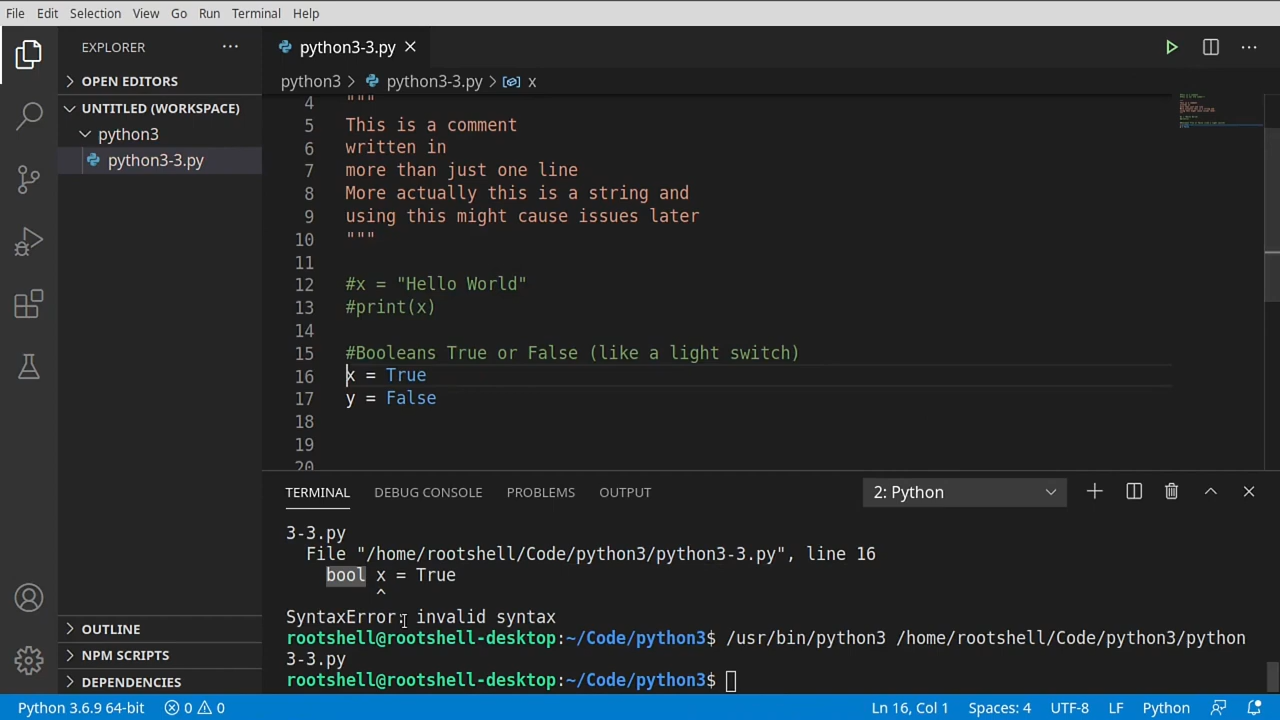 File Edit Selection View Go Run Terminal Help
EXPLORER
OPEN EDITORS
UNTITLED (WORKSPACE)
python3
python3-3.py
OUTLINE
NPM SCRIPTS
DEPENDENCIES
python3-3.py
python3 > python3-3.py > x
4 """
5 This is a comment
6 written in
7 more than just one line
8 More actually this is a string and
9 using this might cause issues later
10 """
11
12 #x = "Hello World"
13 #print(x)
14
15 #Booleans True or False (like a light switch)
16 x = True
17 y = False
18
19
20
TERMINAL DEBUG CONSOLE PROBLEMS OUTPUT 2: Python
3-3.py
File "/home/rootshell/Code/python3/python3-3.py", line 16
bool x = True
^
SyntaxError: invalid syntax
rootshell@rootshell-desktop:~/Code/python3$ /usr/bin/python3 /home/rootshell/Code/python3/python
3-3.py
rootshell@rootshell-desktop:~/Code/python3$
Python 3.6.9 64-bit 0 0 Ln 16, Col 1 Spaces: 4 UTF-8 LF Python